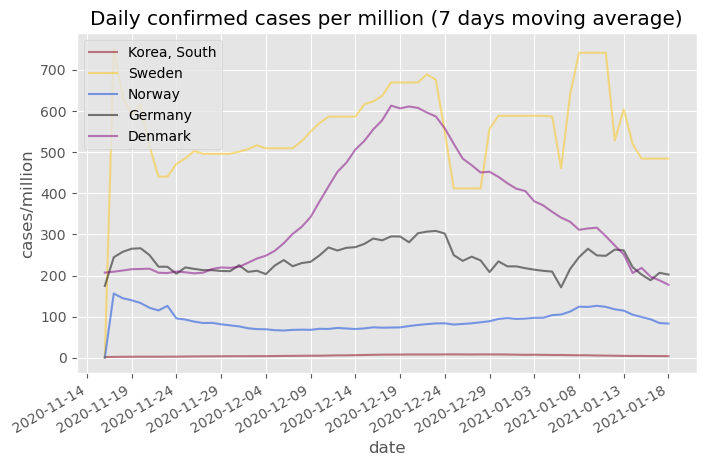 Daily confirmed cases per million (7 days moving average)
Korea, South
Sweden
Norway
Germany
Denmark
cases/million
700
600
500
400
300
200
100
0
2020-11-14
2020-11-19
2020-11-24
2020-11-29
2020-12-04
2020-12-09
2020-12-14
2020-12-19
2020-12-24
2020-12-29
2021-01-03
2021-01-08
2021-01-13
2021-01-18
date